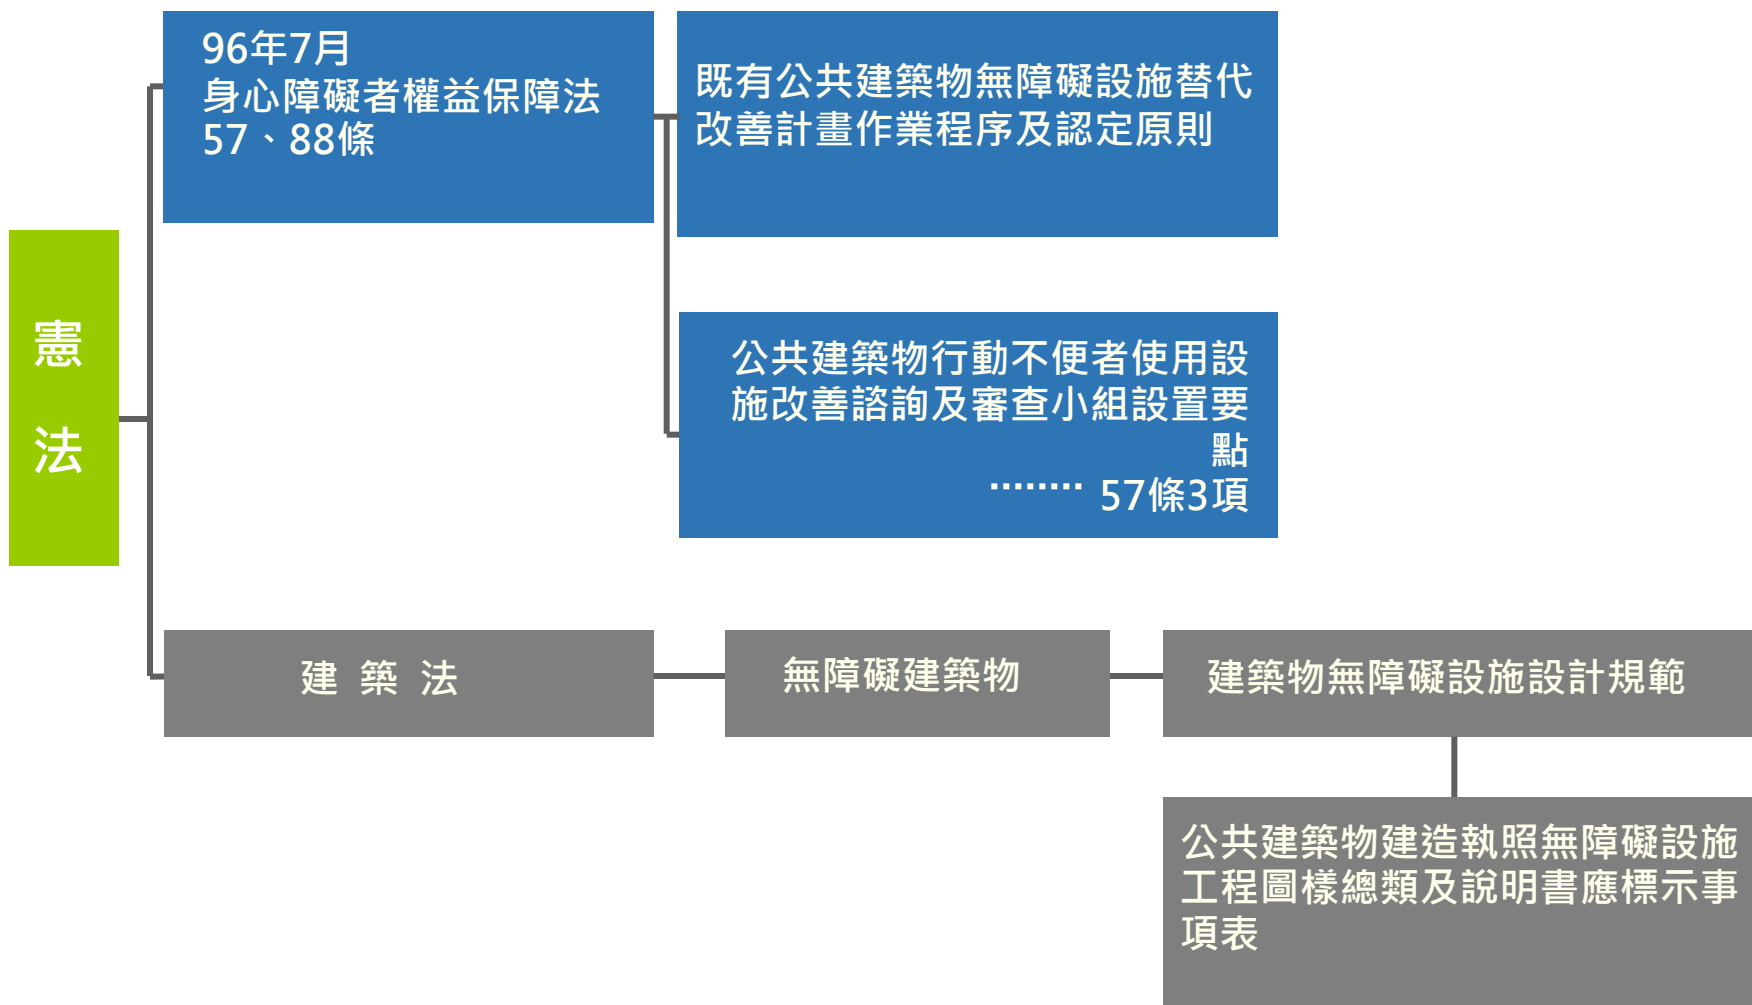 憲
法
96年7月
身心障礙者權益保障法
57、88條
既有公共建築物無障礙設施替代
改善計畫作業程序及認定原則
公共建築物行動不便者使用設
施改善諮詢及審查小組設置要
點
········ 57條3項
建 築 法
無障礙建築物
建築物無障礙設施設計規範
公共建築物建造執照無障礙設施
工程圖樣總類及說明書應標示事
項表